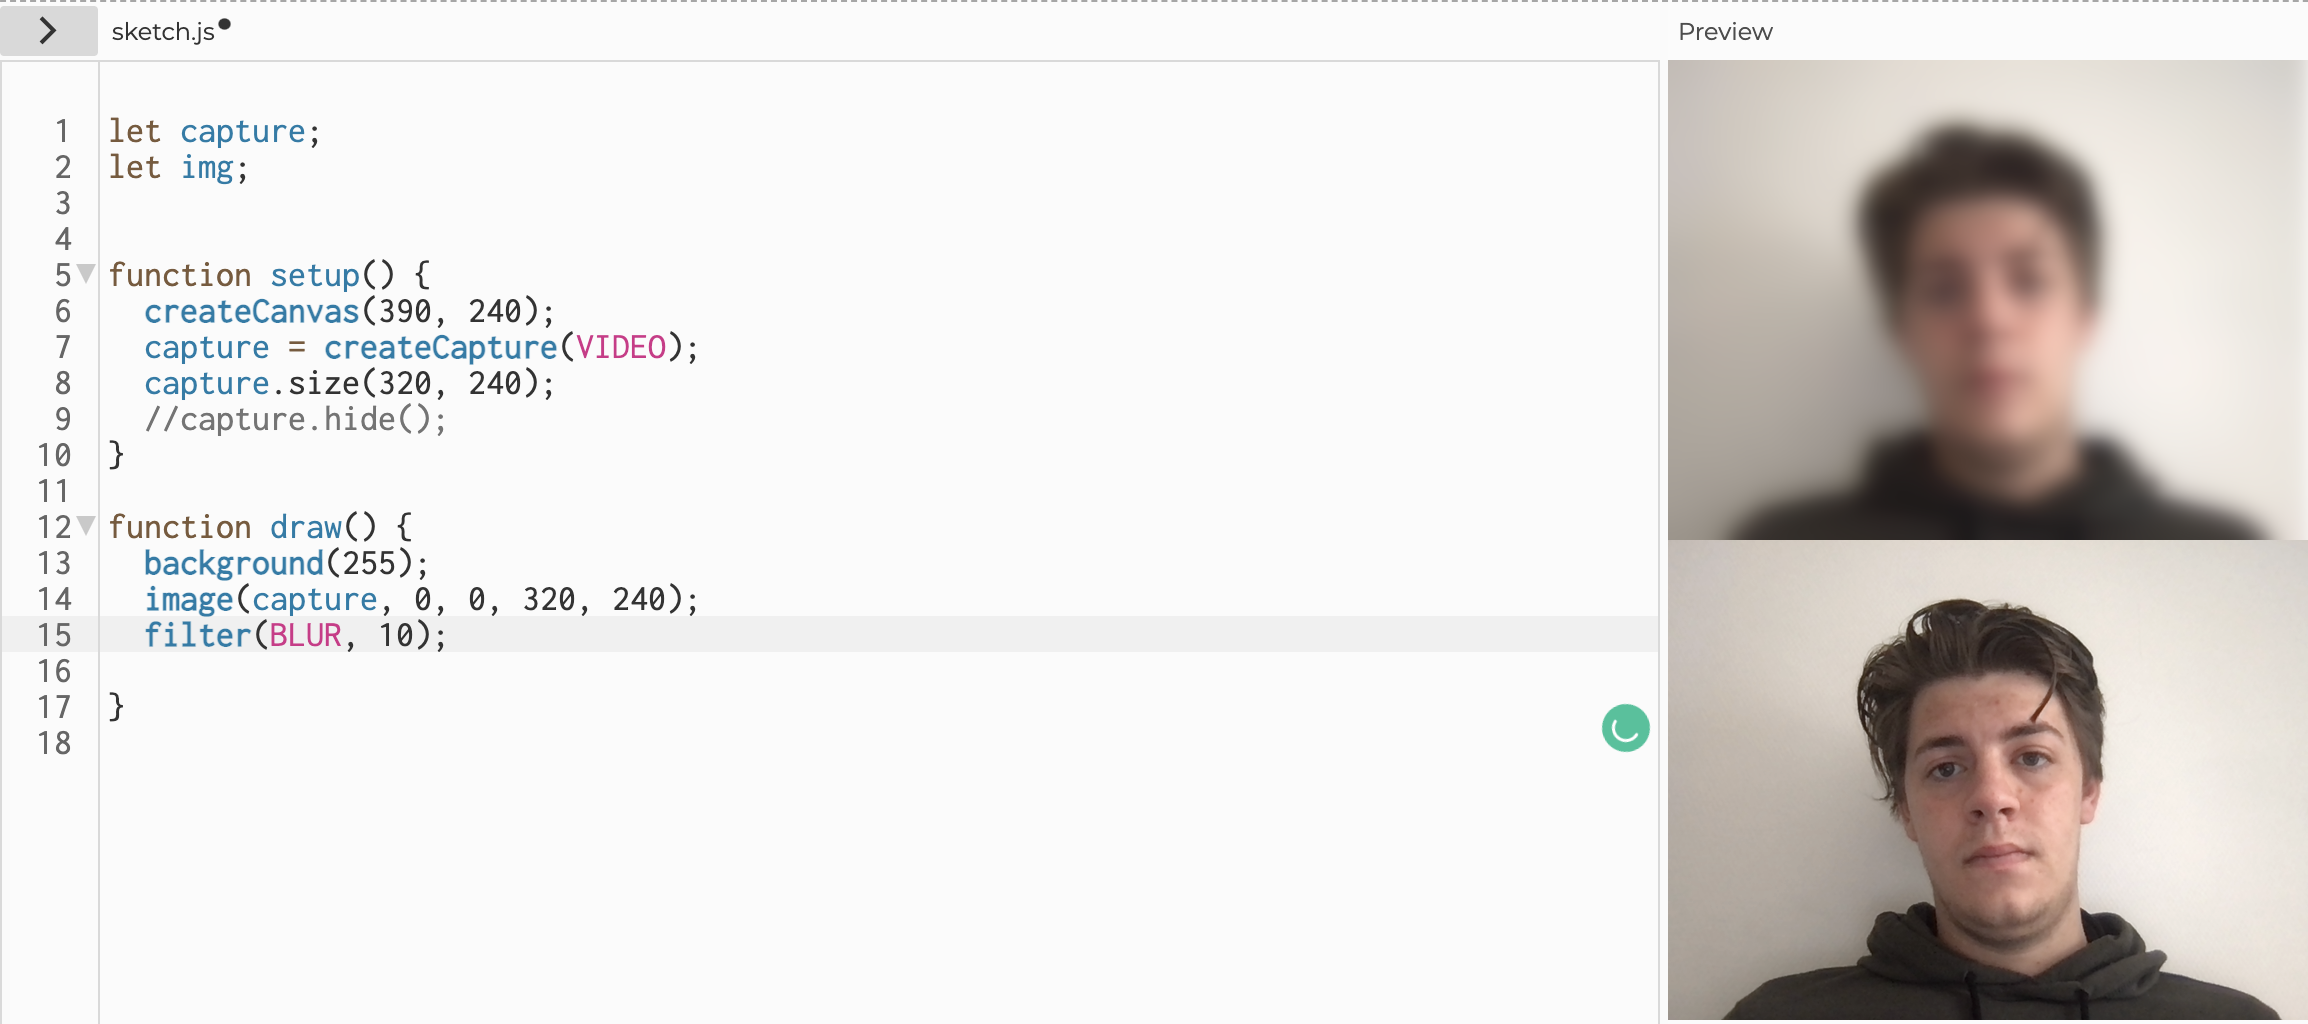 sketch.js
Preview
1 let capture;
2 let img;
3
4
5 function setup() {
6 createCanvas(390, 240);
7 capture = createCapture(VIDEO);
8 capture.size(320, 240);
9 //capture.hide();
10 }
11
12 function draw() {
13 background(255);
14 image(capture, 0, 0, 320, 240);
15 filter(BLUR, 10);
16
17 }
18